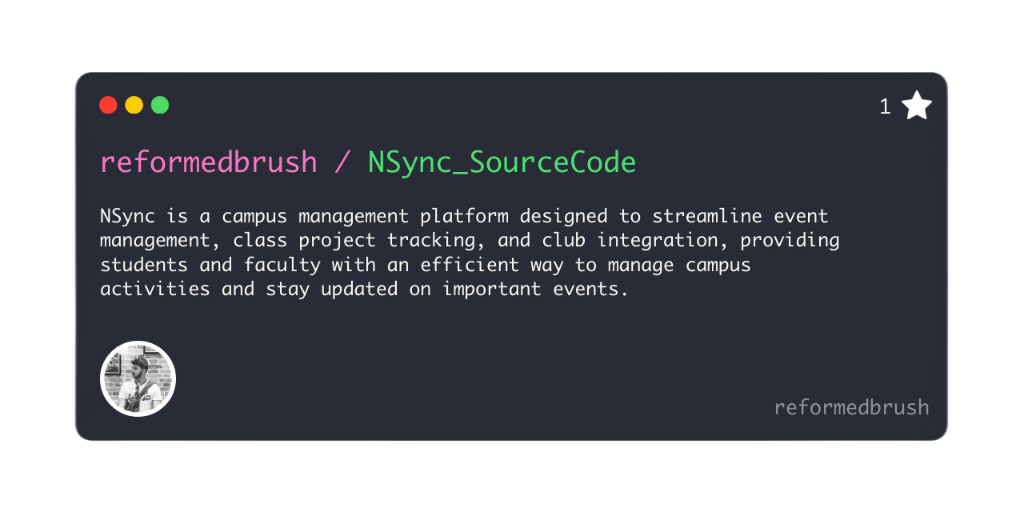 1
reformedbrush / NSync_SourceCode
NSync is a campus management platform designed to streamline event
management, class project tracking, and club integration, providing
students and faculty with an efficient way to manage campus
activities and stay updated on important events.
reformedbrush